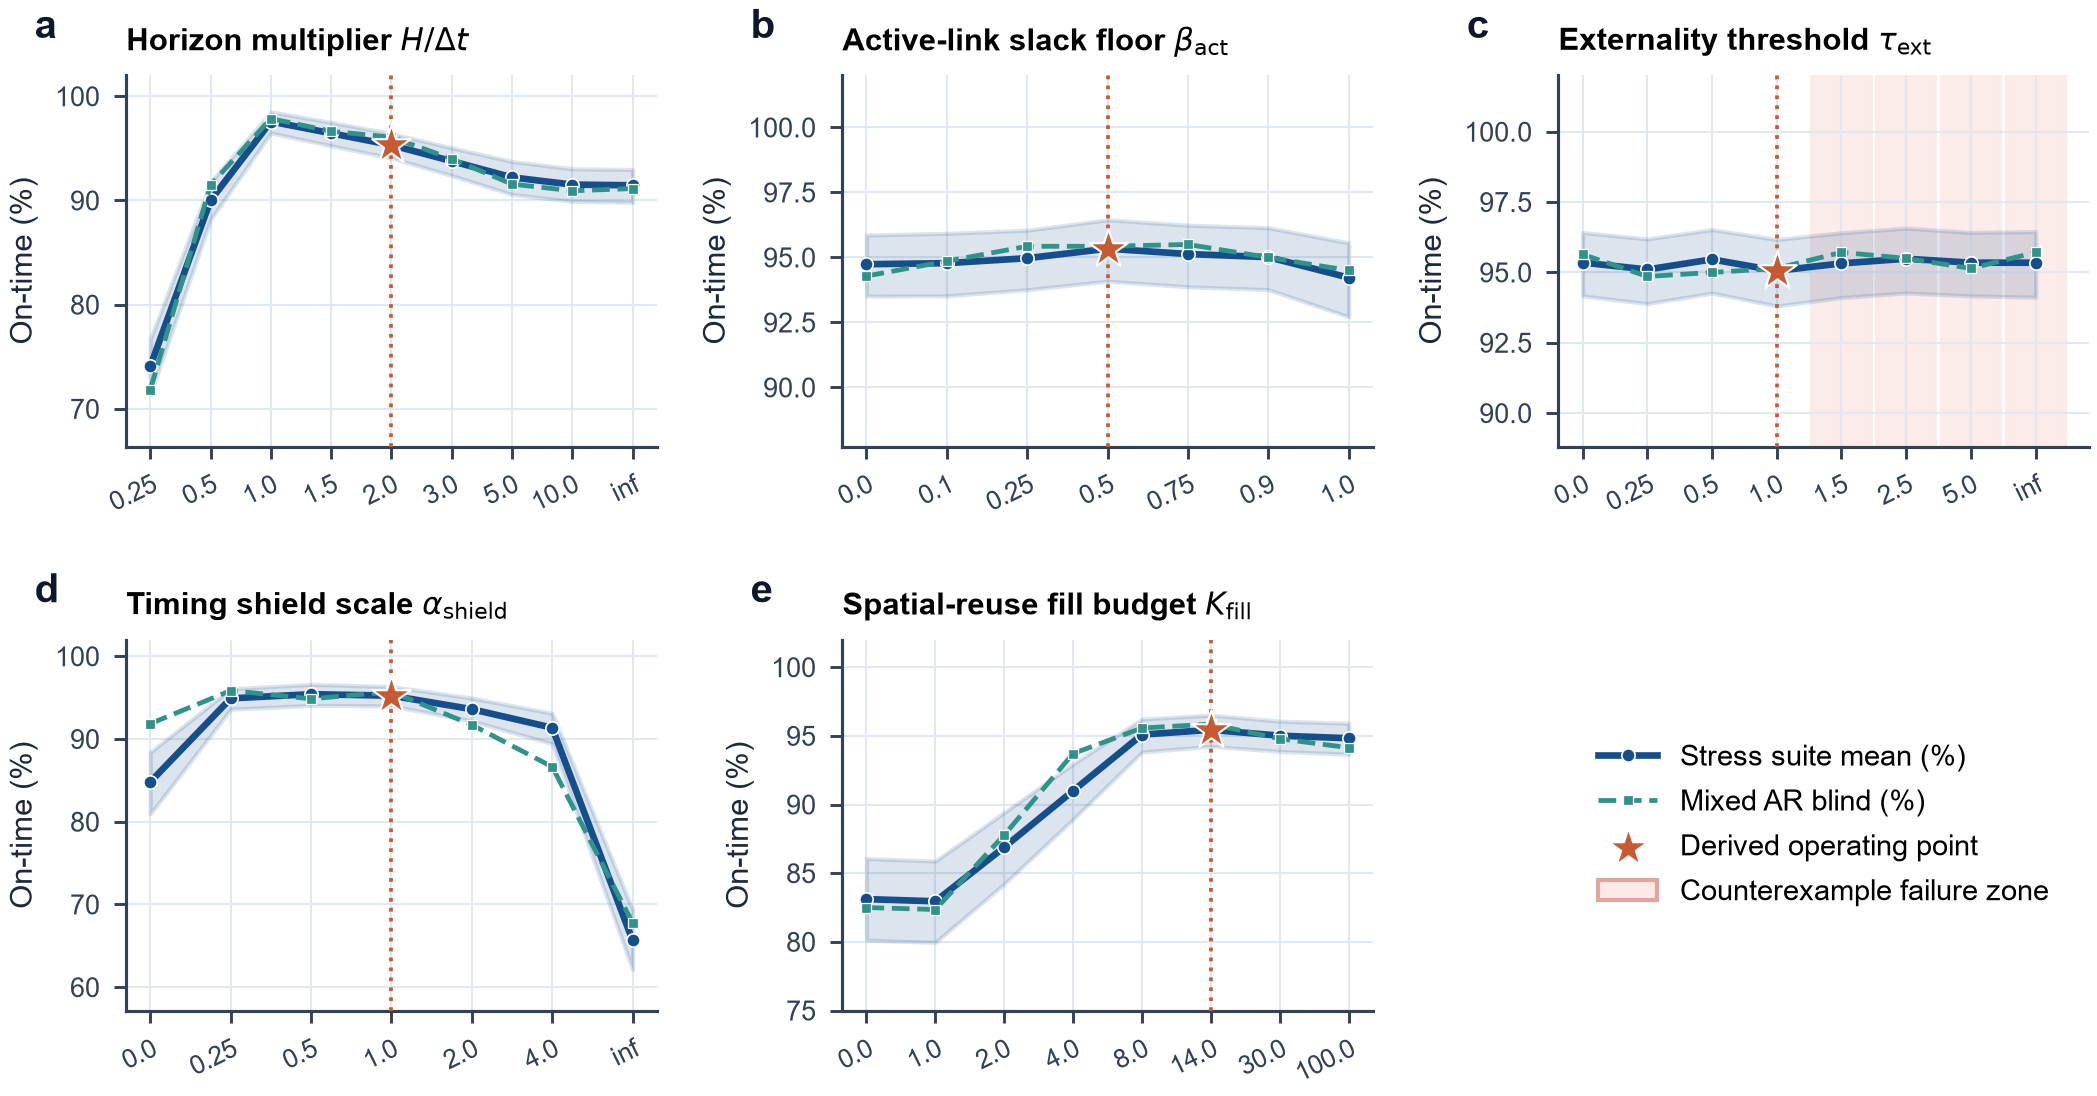 a
Horizon multiplier H/Δt
On-time (%)
100
90
80
70
0.25 0.5 1.0 1.5 2.0 3.0 5.0 10.0 inf
b
Active-link slack floor β_act
On-time (%)
100.0
97.5
95.0
92.5
90.0
0.0 0.1 0.25 0.5 0.75 0.9 1.0
c
Externality threshold τ_ext
On-time (%)
100.0
97.5
95.0
92.5
90.0
0.0 0.25 0.5 1.0 1.5 2.5 5.0 inf
d
Timing shield scale α_shield
On-time (%)
100
90
80
70
60
0.0 0.25 0.5 1.0 2.0 4.0 inf
e
Spatial-reuse fill budget K_fill
On-time (%)
100
95
90
85
80
75
0.0 1.0 2.0 4.0 8.0 14.0 30.0 100.0
Stress suite mean (%)
Mixed AR blind (%)
Derived operating point
Counterexample failure zone